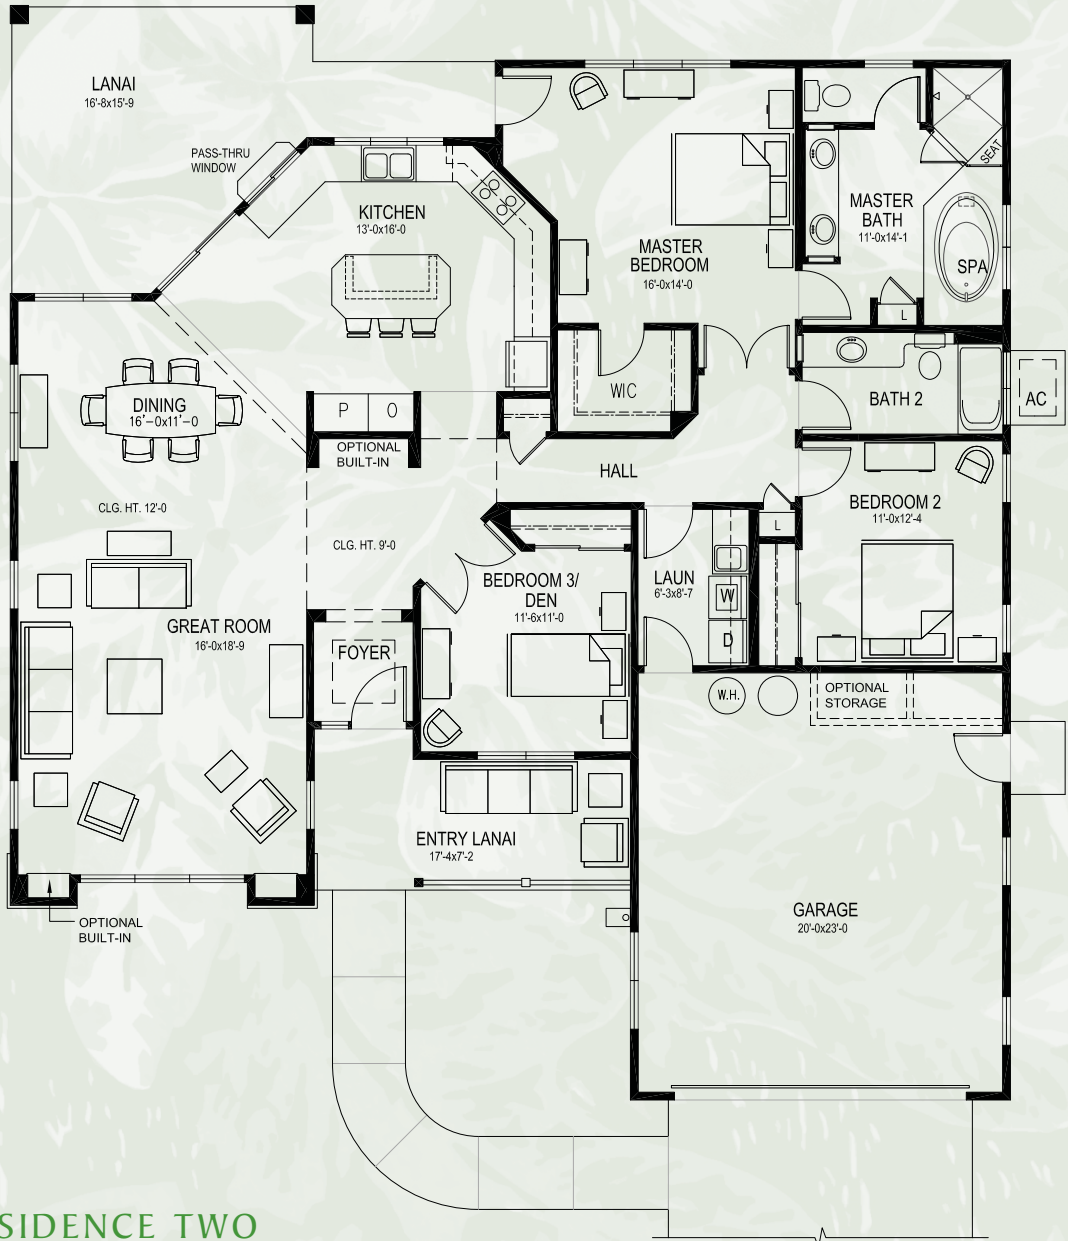 LANAI
16'-8x15'-9
PASS-THRU
WINDOW
KITCHEN
13'-0x16'-0
MASTER
BEDROOM
16'-0x14'-0
MASTER
BATH
11'-0x14'-1
SEAT
SPA
L
WIC
BATH 2
AC
DINING
16'-0x11'-0
P O
OPTIONAL
BUILT-IN
HALL
CLG. HT. 12'-0
CLG. HT. 9'-0
BEDROOM 2
11'-0x12'-4
L
BEDROOM 3/
DEN
11'-6x11'-0
LAUN
6'-3x8'-7
W
D
GREAT ROOM
16'-0x18'-9
FOYER
W.H.
OPTIONAL
STORAGE
ENTRY LANAI
17'-4x7'-2
OPTIONAL
BUILT-IN
GARAGE
20'-0x23'-0
SIDENCE TWO